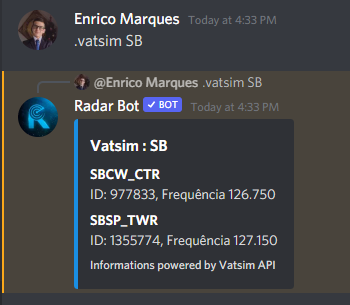 Enrico Marques Today at 4:33 PM
.vatsim SB
@Enrico Marques .vatsim SB
Radar Bot ✓ BOT Today at 4:33 PM
Vatsim : SB
SBCW_CTR
ID: 977833, Frequência 126.750
SBSP_TWR
ID: 1355774, Frequência 127.150
Informations powered by Vatsim API